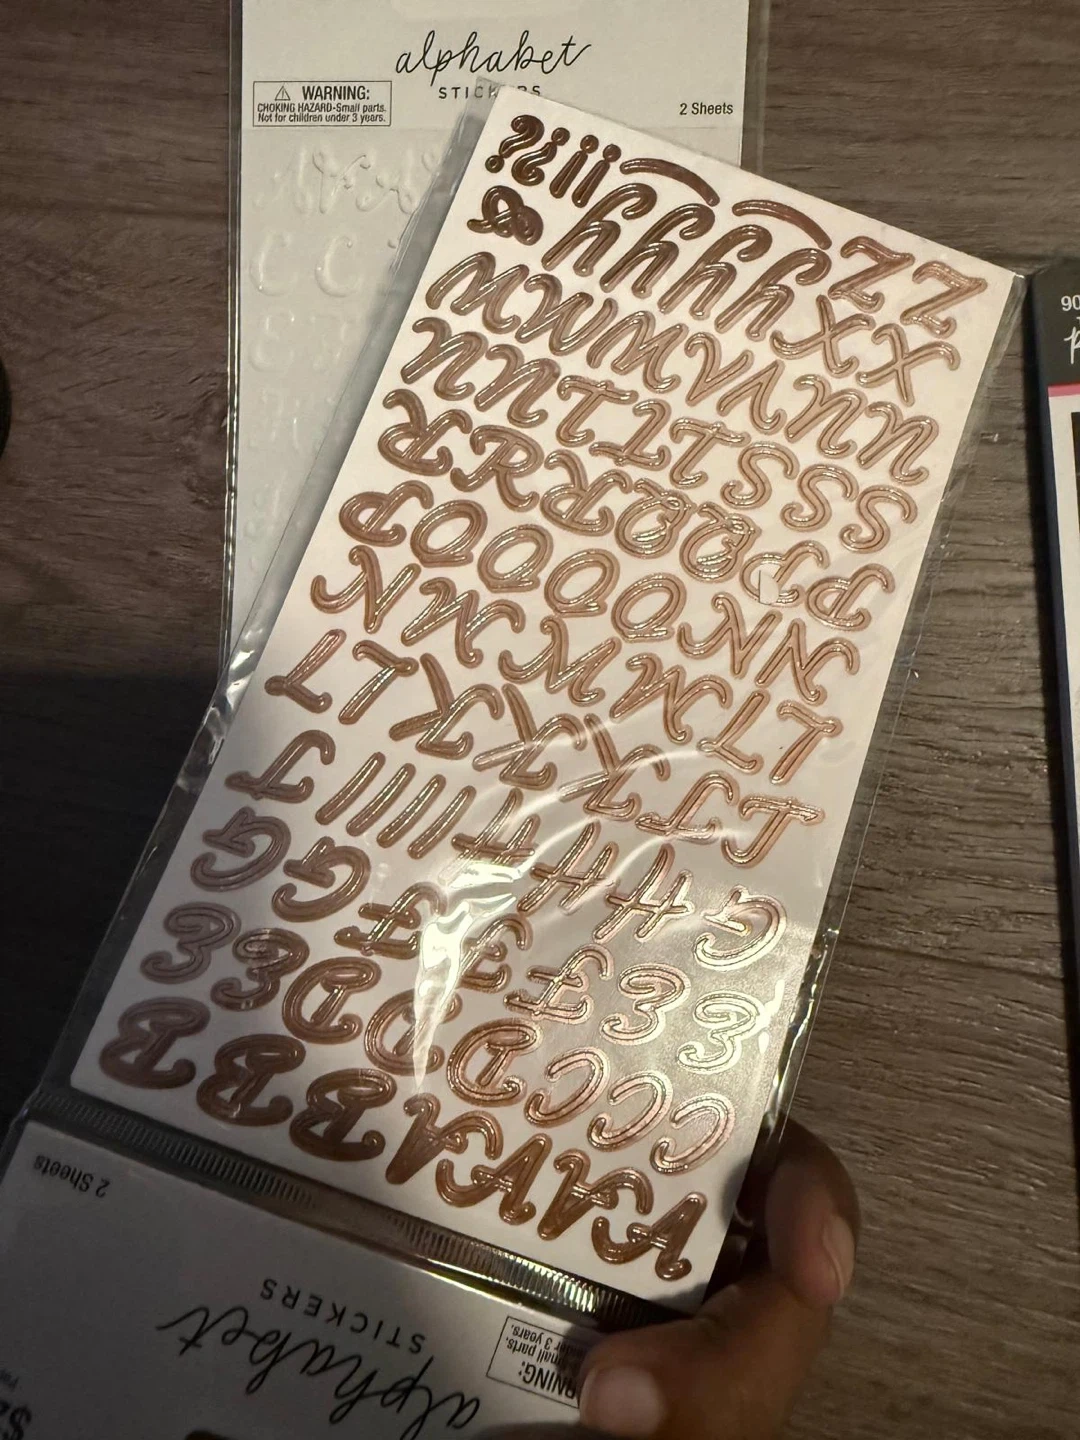 alphabet
STICKERS
WARNING:
CHOKING HAZARD-Small parts.
Not for children under 3 years.
2 Sheets
90
? ? ! ! ! !
& y y y y Z Z
W W W V V X X
U U T T T U U
R R R Q Q S S S
P O O O O P P
N M M M N N
L L K K K L L
J I I I I H H H J J
G G F F F G
E E D D D E E
B B B A A A A C C C
2 Sheets
alphabet
STICKERS